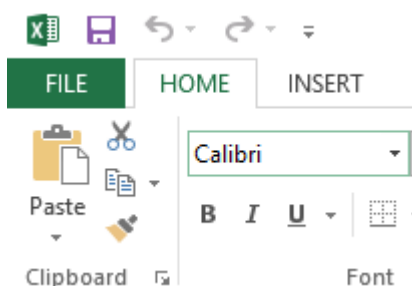 FILE HOME INSERT
Calibri
Paste
B I U
Clipboard Font